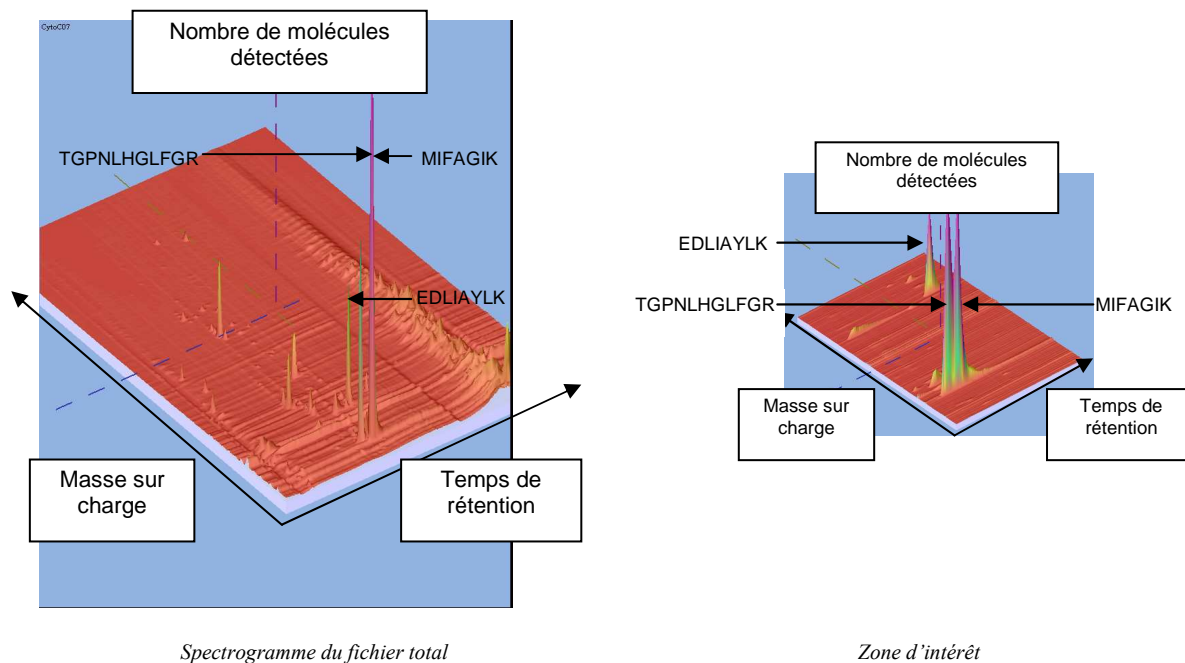 CytoC07
Nombre de molécules
détectées
TGPNLHGLFGR
MIFAGIK
EDLIAYLK
Masse sur
charge
Temps de
rétention
Spectrogramme du fichier total
Nombre de molécules
détectées
EDLIAYLK
TGPNLHGLFGR
MIFAGIK
Masse sur
charge
Temps de
rétention
Zone d'intérêt